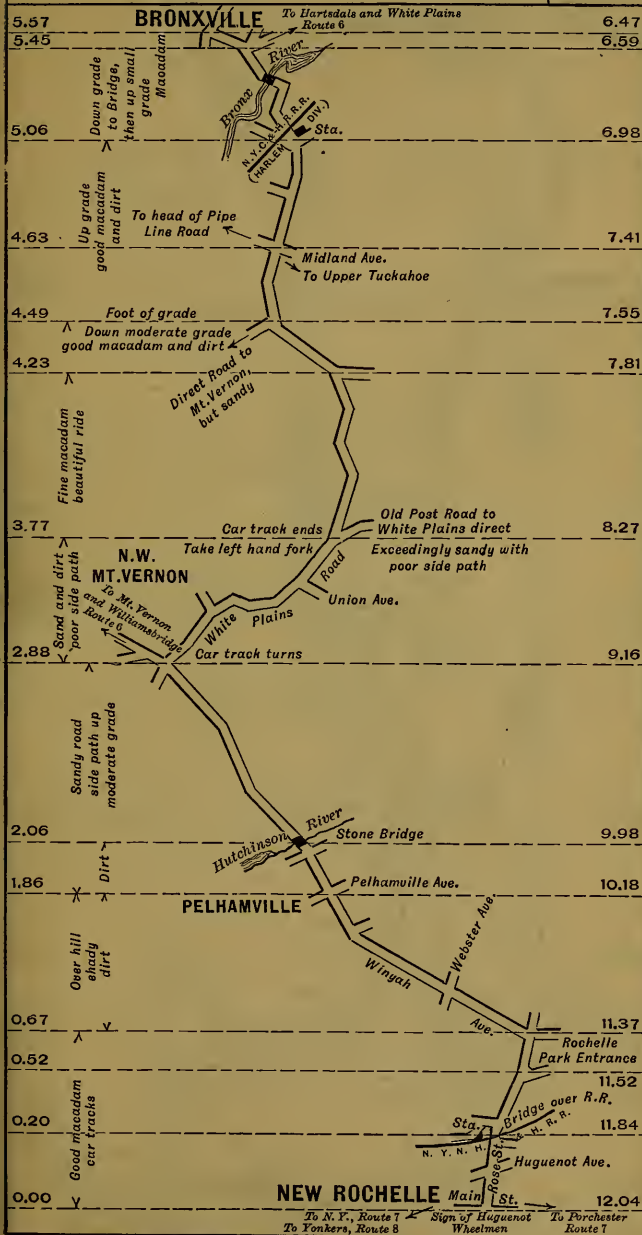 BRONXVILLE
To Hartsdale and White Plains
Route 6
5.57
6.47
5.45
6.59
Down grade
to Bridge,
then up small
grade
Macadam
Bronx River
N.Y.C. & H.R.R.R.
(HARLEM DIV.)
Sta.
5.06
6.98
Up grade
good macadam
and dirt
To head of Pipe
Line Road
4.63
7.41
Midland Ave.
To Upper Tuckahoe
4.49
Foot of grade
7.55
Down moderate grade
good macadam and dirt
4.23
7.81
Direct Road to
Mt. Vernon,
but sandy
Fine macadam
beautiful ride
Old Post Road to
3.77
Car track ends
White Plains direct
8.27
Take left hand fork
Exceedingly sandy with
poor side path
N.W.
MT. VERNON
Sand and dirt
poor side path
To Mt. Vernon
and Williamsbridge
Route 6
White Plains Road
Union Ave.
2.88
Car track turns
9.16
Sandy road
side path up
moderate grade
2.06
Hutchinson River
Stone Bridge
9.98
Dirt
1.86
Pelhamville Ave.
10.18
PELHAMVILLE
Over hill
shady
dirt
Webster Ave.
Winyah Ave.
0.67
11.37
Rochelle
Park Entrance
0.52
11.52
Good macadam
car tracks
Sta.
Bridge over R.R.
0.20
11.84
N. Y. N. H. & H. R. R.
Rose St.
Huguenot Ave.
0.00
NEW ROCHELLE
Main St.
12.04
To N. Y., Route 7
Sign of Huguenot
To Porchester
To Yonkers, Route 8
Wheelmen
Route 7